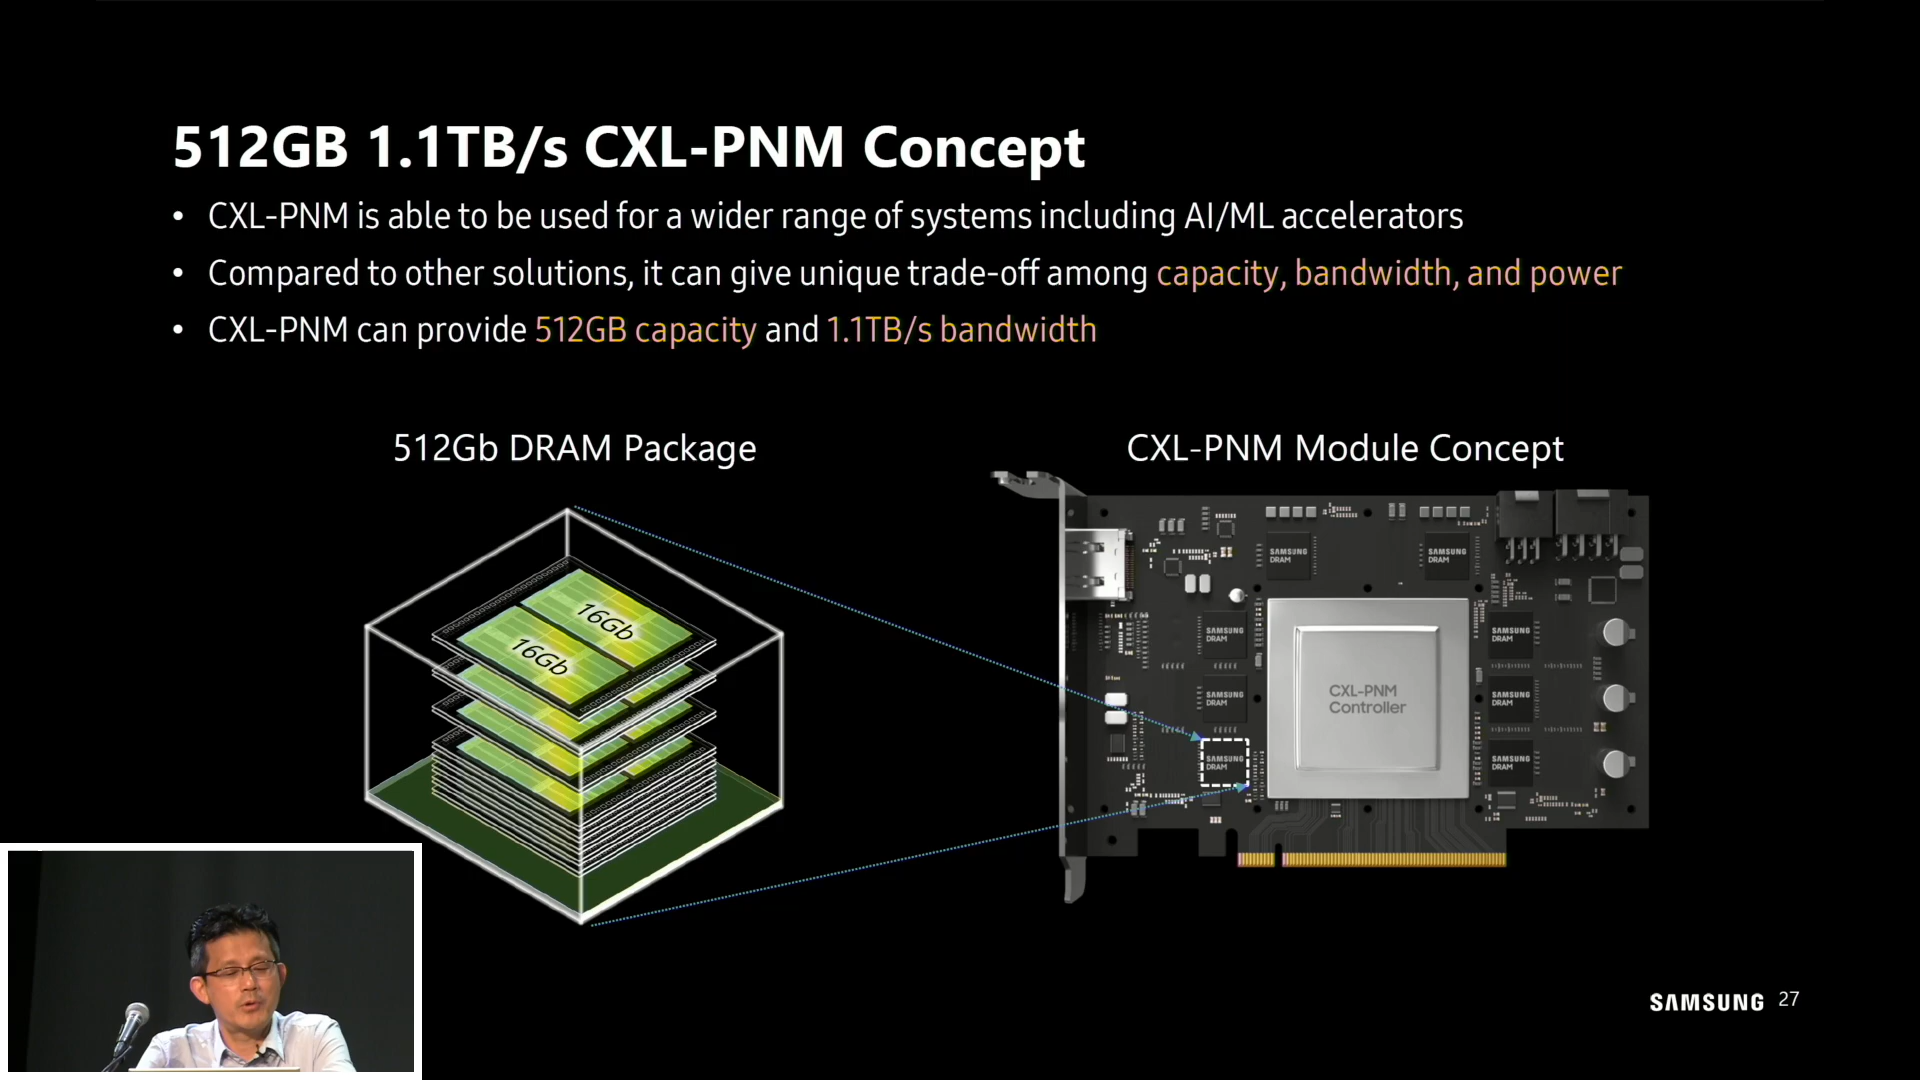 512GB 1.1TB/s CXL-PNM Concept
• CXL-PNM is able to be used for a wider range of systems including AI/ML accelerators
• Compared to other solutions, it can give unique trade-off among capacity, bandwidth, and power
• CXL-PNM can provide 512GB capacity and 1.1TB/s bandwidth
512Gb DRAM Package
CXL-PNM Module Concept
16Gb
16Gb
SAMSUNG
DRAM
SAMSUNG
DRAM
SAMSUNG
DRAM
SAMSUNG
DRAM
SAMSUNG
DRAM
SAMSUNG
DRAM
SAMSUNG
DRAM
SAMSUNG
DRAM
CXL-PNM
Controller
SAMSUNG 27